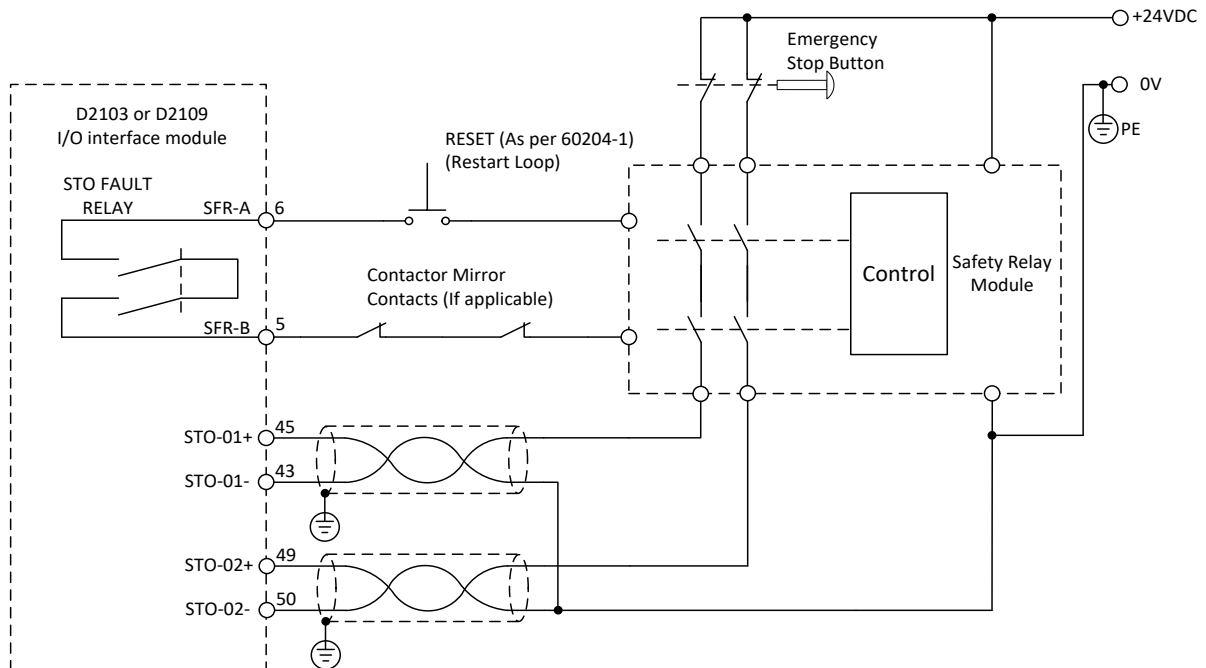 +24VDC
Emergency
Stop Button
0V
PE
D2103 or D2109
I/O interface module
RESET (As per 60204-1)
(Restart Loop)
STO FAULT
RELAY
SFR-A
6
Contactor Mirror
Contacts (If applicable)
Control
Safety Relay
Module
SFR-B
5
STO-01+
45
STO-01-
43
STO-02+
49
STO-02-
50